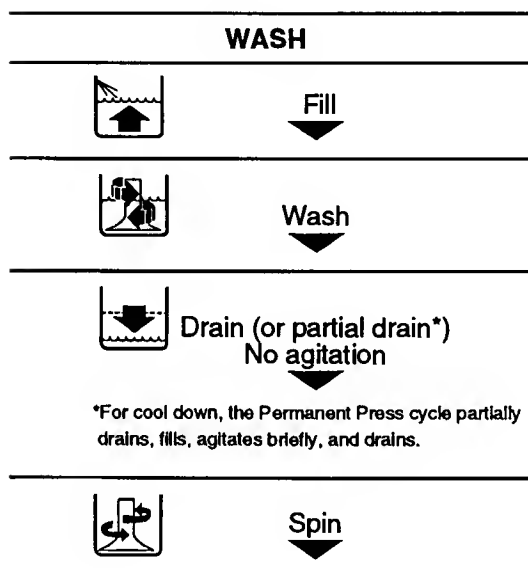 WASH
Fill
Wash
Drain (or partial drain*)
No agitation
*For cool down, the Permanent Press cycle partially
drains, fills, agitates briefly, and drains.
Spin